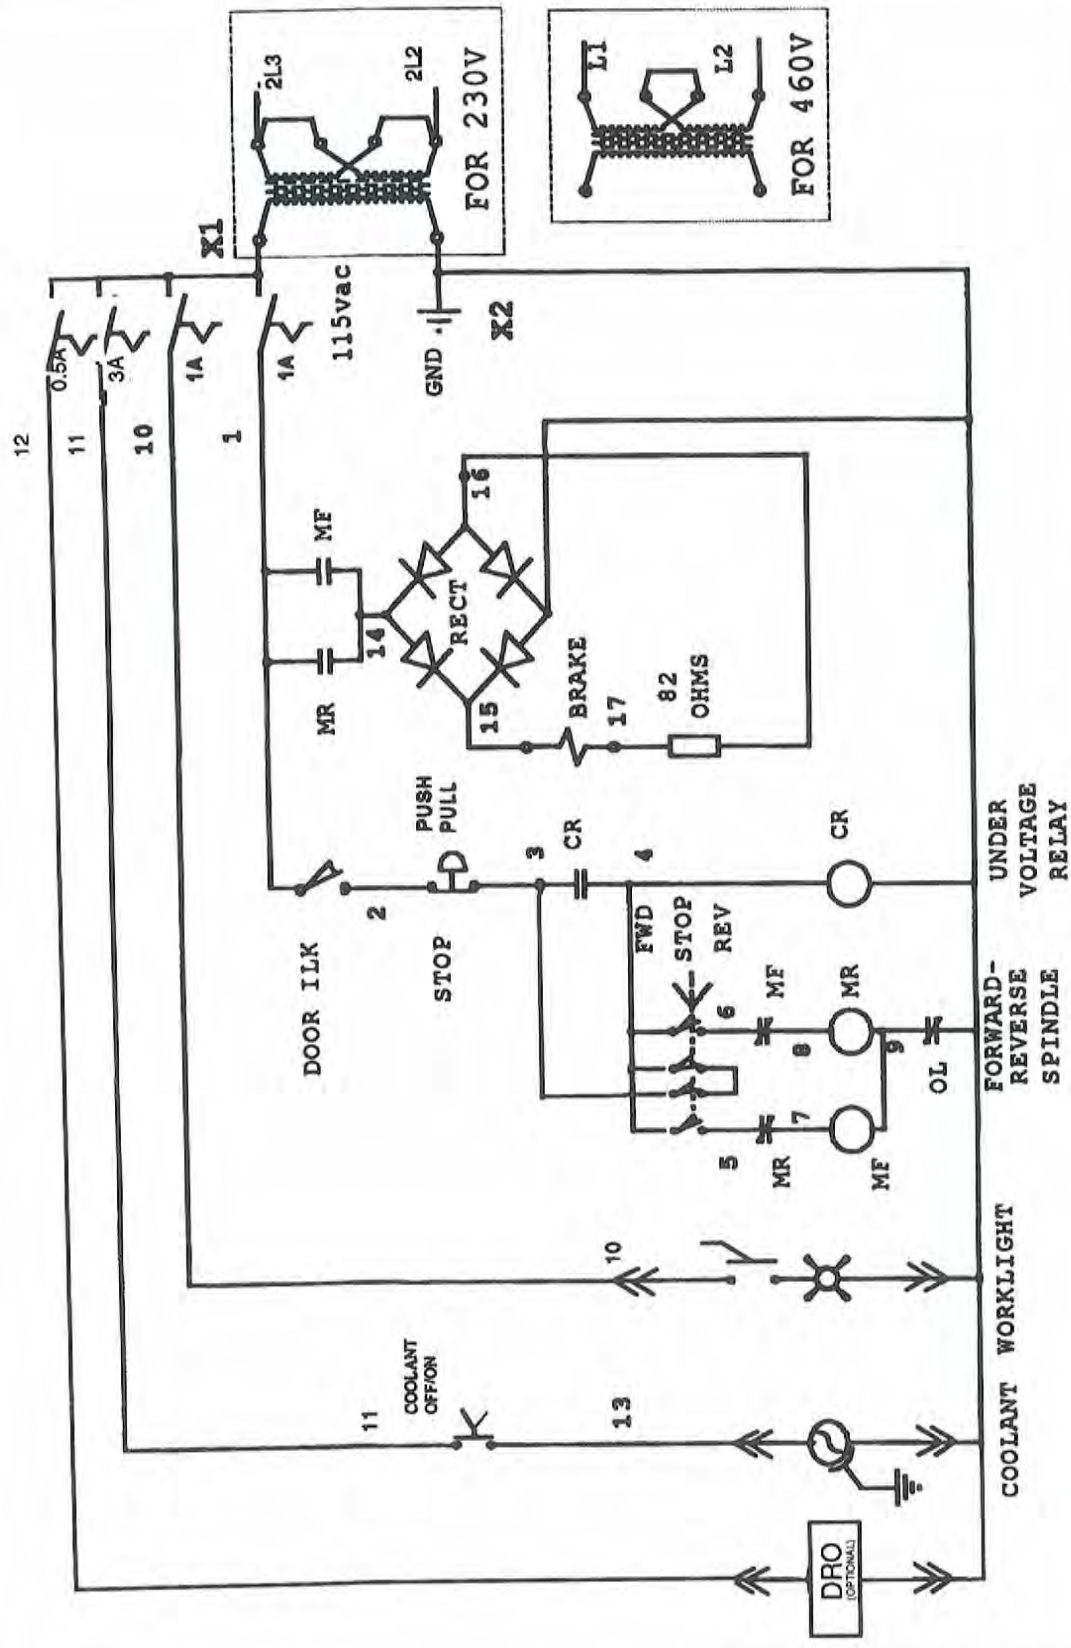 12
11
10
1
0.5A
3A
1A
1A
X1
115vac
2L3
2L2
FOR 230V
L1
L2
FOR 460V
GND
X2
MR
MF
14
RECT
16
15
BRAKE
17
82
OHMS
DOOR ILK
2
STOP
PUSH
PULL
3
CR
4
FWD
STOP
REV
6
MF
8
MR
9
OL
5
MR
7
MF
CR
UNDER
VOLTAGE
RELAY
FORWARD-
REVERSE
SPINDLE
10
WORKLIGHT
11
COOLANT
OFF/ON
13
COOLANT
DRO
(OPTIONAL)